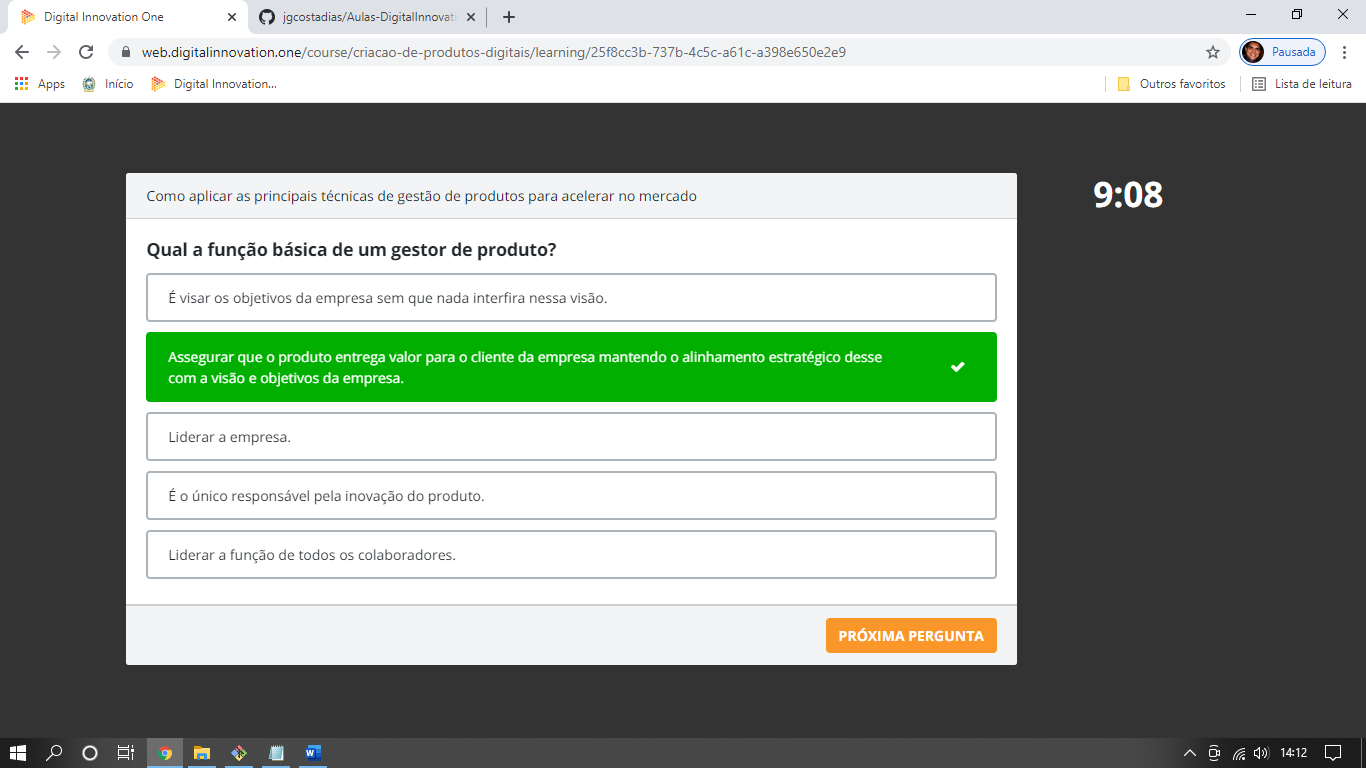 Digital Innovation One
jgcostadias/Aulas-DigitalInnovati
web.digitalinnovation.one/course/criacao-de-produtos-digitais/learning/25f8cc3b-737b-4c5c-a61c-a398e650e2e9
Pausada
Apps
Início
Digital Innovation...
Outros favoritos
Lista de leitura
Como aplicar as principais técnicas de gestão de produtos para acelerar no mercado
9:08
Qual a função básica de um gestor de produto?
É visar os objetivos da empresa sem que nada interfira nessa visão.
Assegurar que o produto entrega valor para o cliente da empresa mantendo o alinhamento estratégico desse
com a visão e objetivos da empresa.
Liderar a empresa.
É o único responsável pela inovação do produto.
Liderar a função de todos os colaboradores.
PRÓXIMA PERGUNTA
14:12